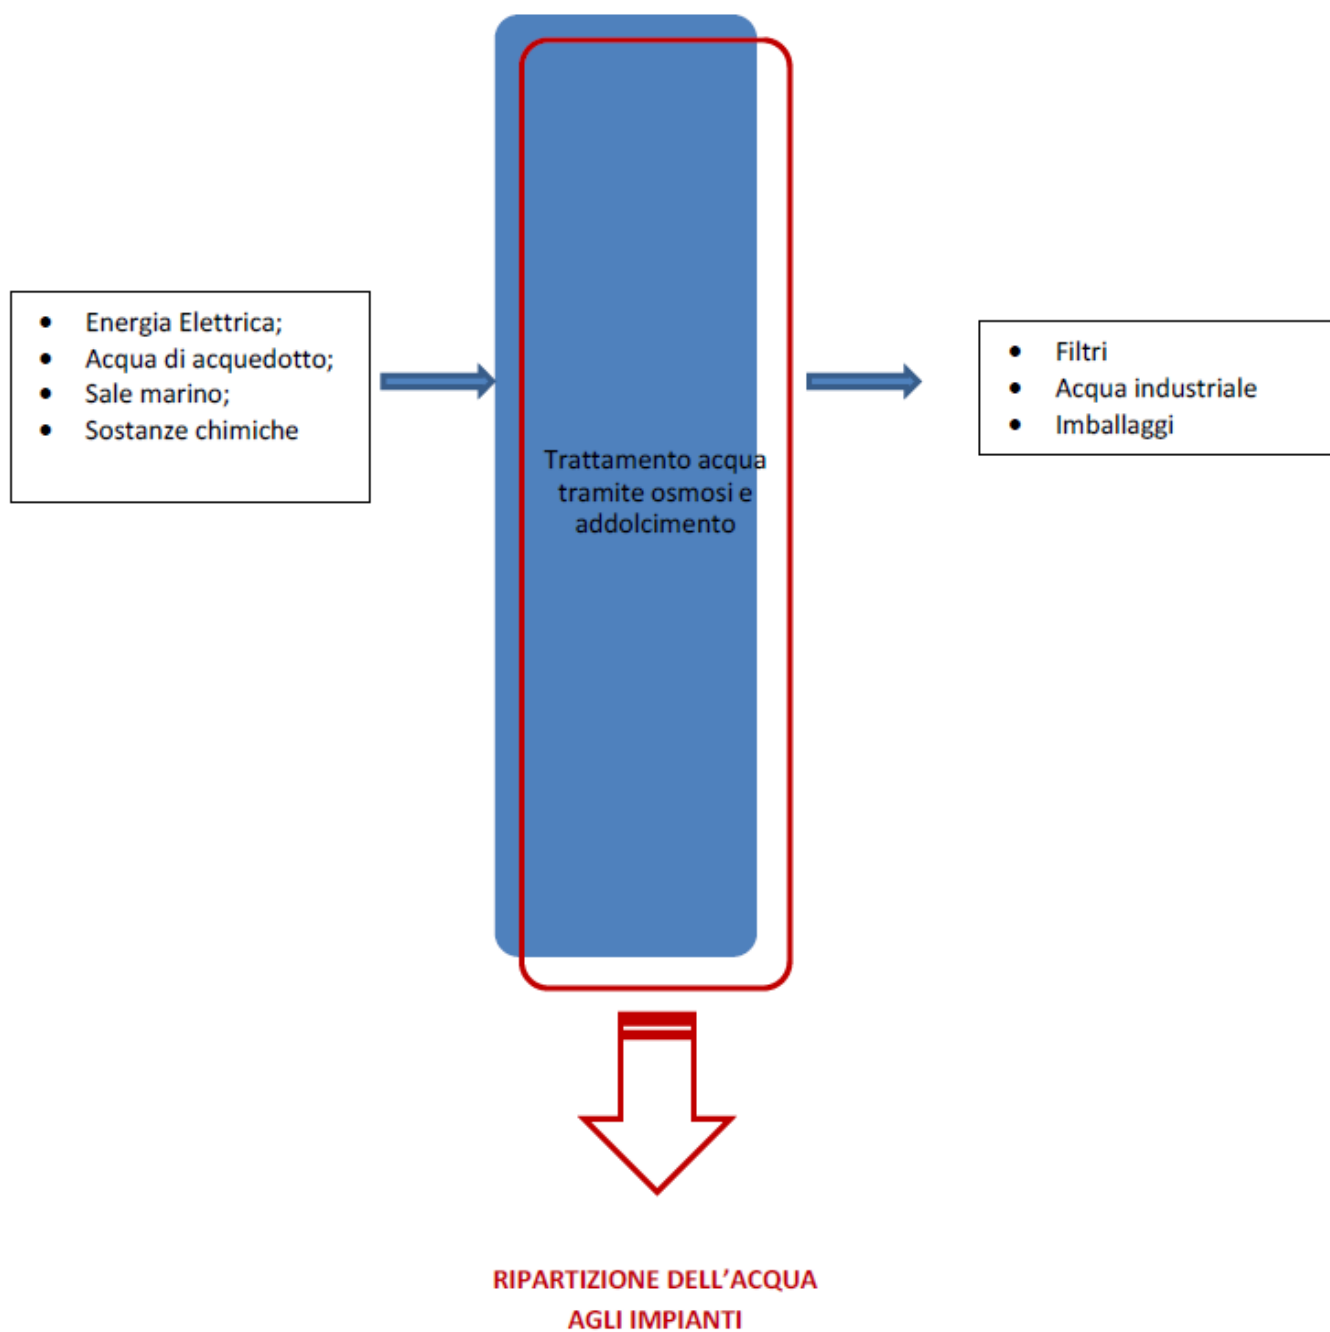 • Energia Elettrica;
• Acqua di acquedotto;
• Sale marino;
• Sostanze chimiche
Trattamento acqua
tramite osmosi e
addolcimento
• Filtri
• Acqua industriale
• Imballaggi
RIPARTIZIONE DELL’ACQUA
AGLI IMPIANTI